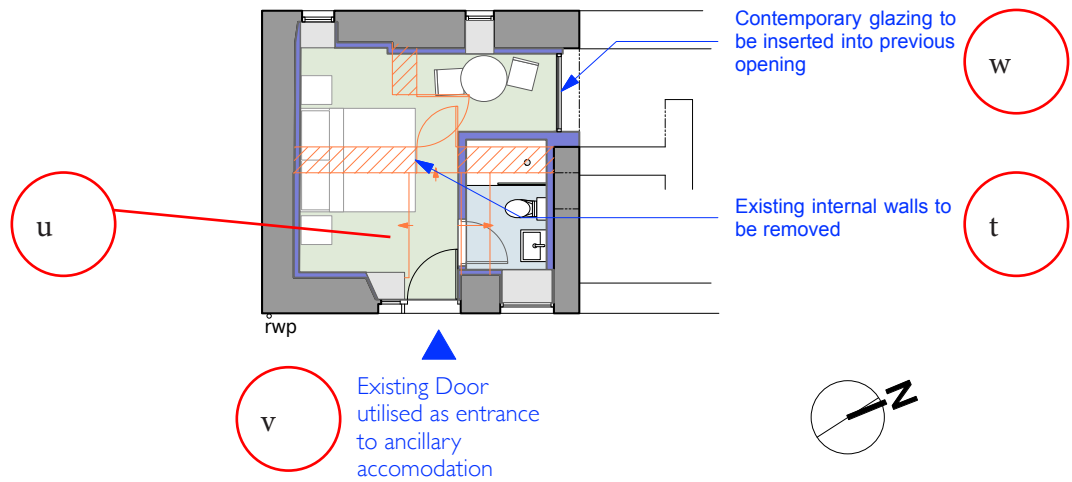 Contemporary glazing to
be inserted into previous
opening
w
u
Existing internal walls to
be removed
t
rwp
v
Existing Door
utilised as entrance
to ancillary
accomodation
N